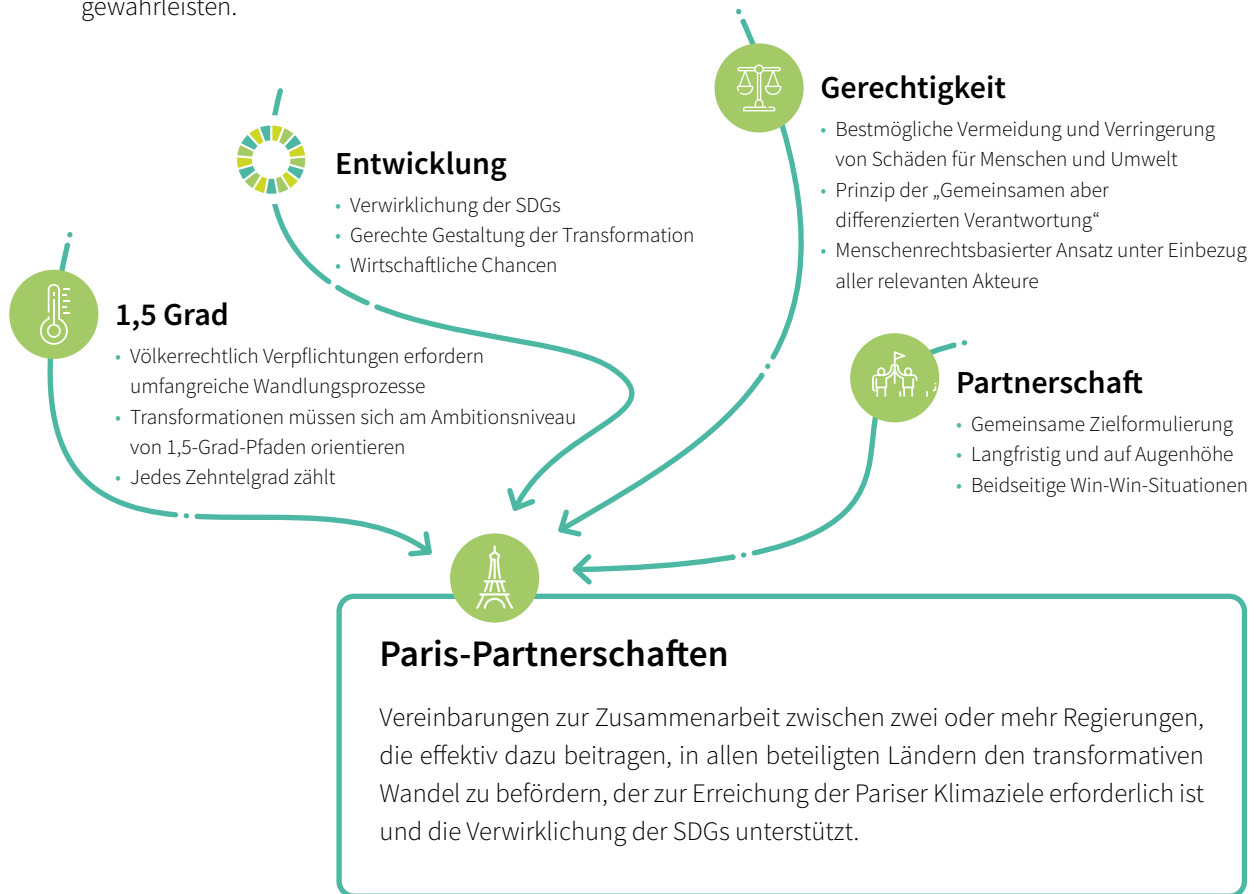 gewährleisten.
Gerechtigkeit
• Bestmögliche Vermeidung und Verringerung
von Schäden für Menschen und Umwelt
• Prinzip der „Gemeinsamen aber
differenzierten Verantwortung“
• Menschenrechtsbasierter Ansatz unter Einbezug
aller relevanten Akteure
Entwicklung
• Verwirklichung der SDGs
• Gerechte Gestaltung der Transformation
• Wirtschaftliche Chancen
1,5 Grad
• Völkerrechtlich Verpflichtungen erfordern
umfangreiche Wandlungsprozesse
• Transformationen müssen sich am Ambitionsniveau
von 1,5-Grad-Pfaden orientieren
• Jedes Zehntelgrad zählt
Partnerschaft
• Gemeinsame Zielformulierung
• Langfristig und auf Augenhöhe
• Beidseitige Win-Win-Situationen
Paris-Partnerschaften
Vereinbarungen zur Zusammenarbeit zwischen zwei oder mehr Regierungen,
die effektiv dazu beitragen, in allen beteiligten Ländern den transformativen
Wandel zu befördern, der zur Erreichung der Pariser Klimaziele erforderlich ist
und die Verwirklichung der SDGs unterstützt.